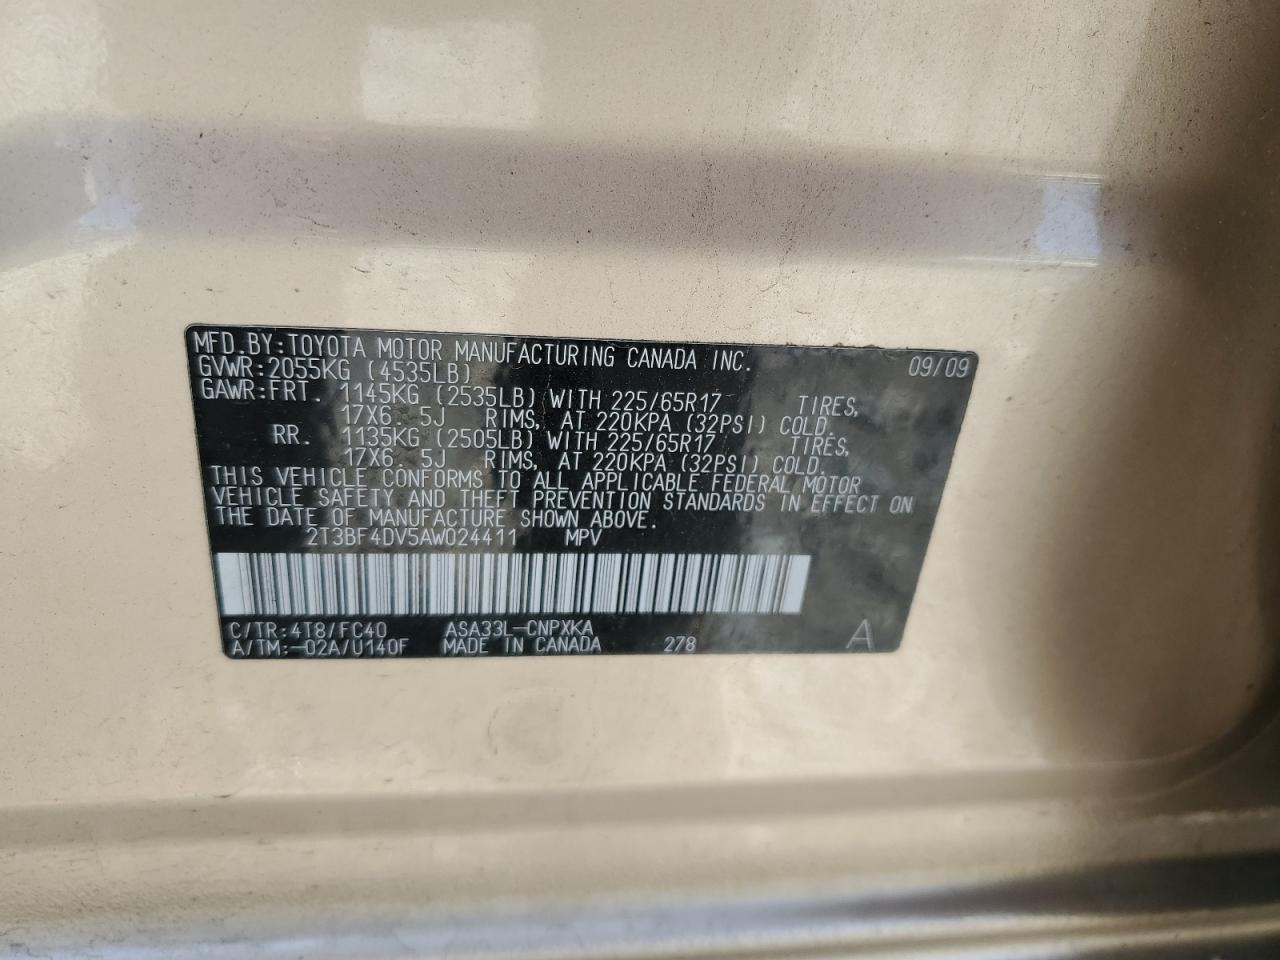 MFD.BY:TOYOTA MOTOR MANUFACTURING CANADA INC. 09/09
GVWR:2055KG (4535LB)
GAWR:FRT. 1145KG (2535LB) WITH 225/65R17 TIRES,
17X6.5J RIMS, AT 220KPA (32PSI) COLD.
RR. 1135KG (2505LB) WITH 225/65R17 TIRES,
17X6.5J RIMS, AT 220KPA (32PSI) COLD.
THIS VEHICLE CONFORMS TO ALL APPLICABLE FEDERAL MOTOR
VEHICLE SAFETY AND THEFT PREVENTION STANDARDS IN EFFECT ON
THE DATE OF MANUFACTURE SHOWN ABOVE.
2T3BF4DV5AW024411 MPV
C/TR:4T8/FC40 ASA33L-CNPXKA
A/TM:-02A/U140F MADE IN CANADA 278 A